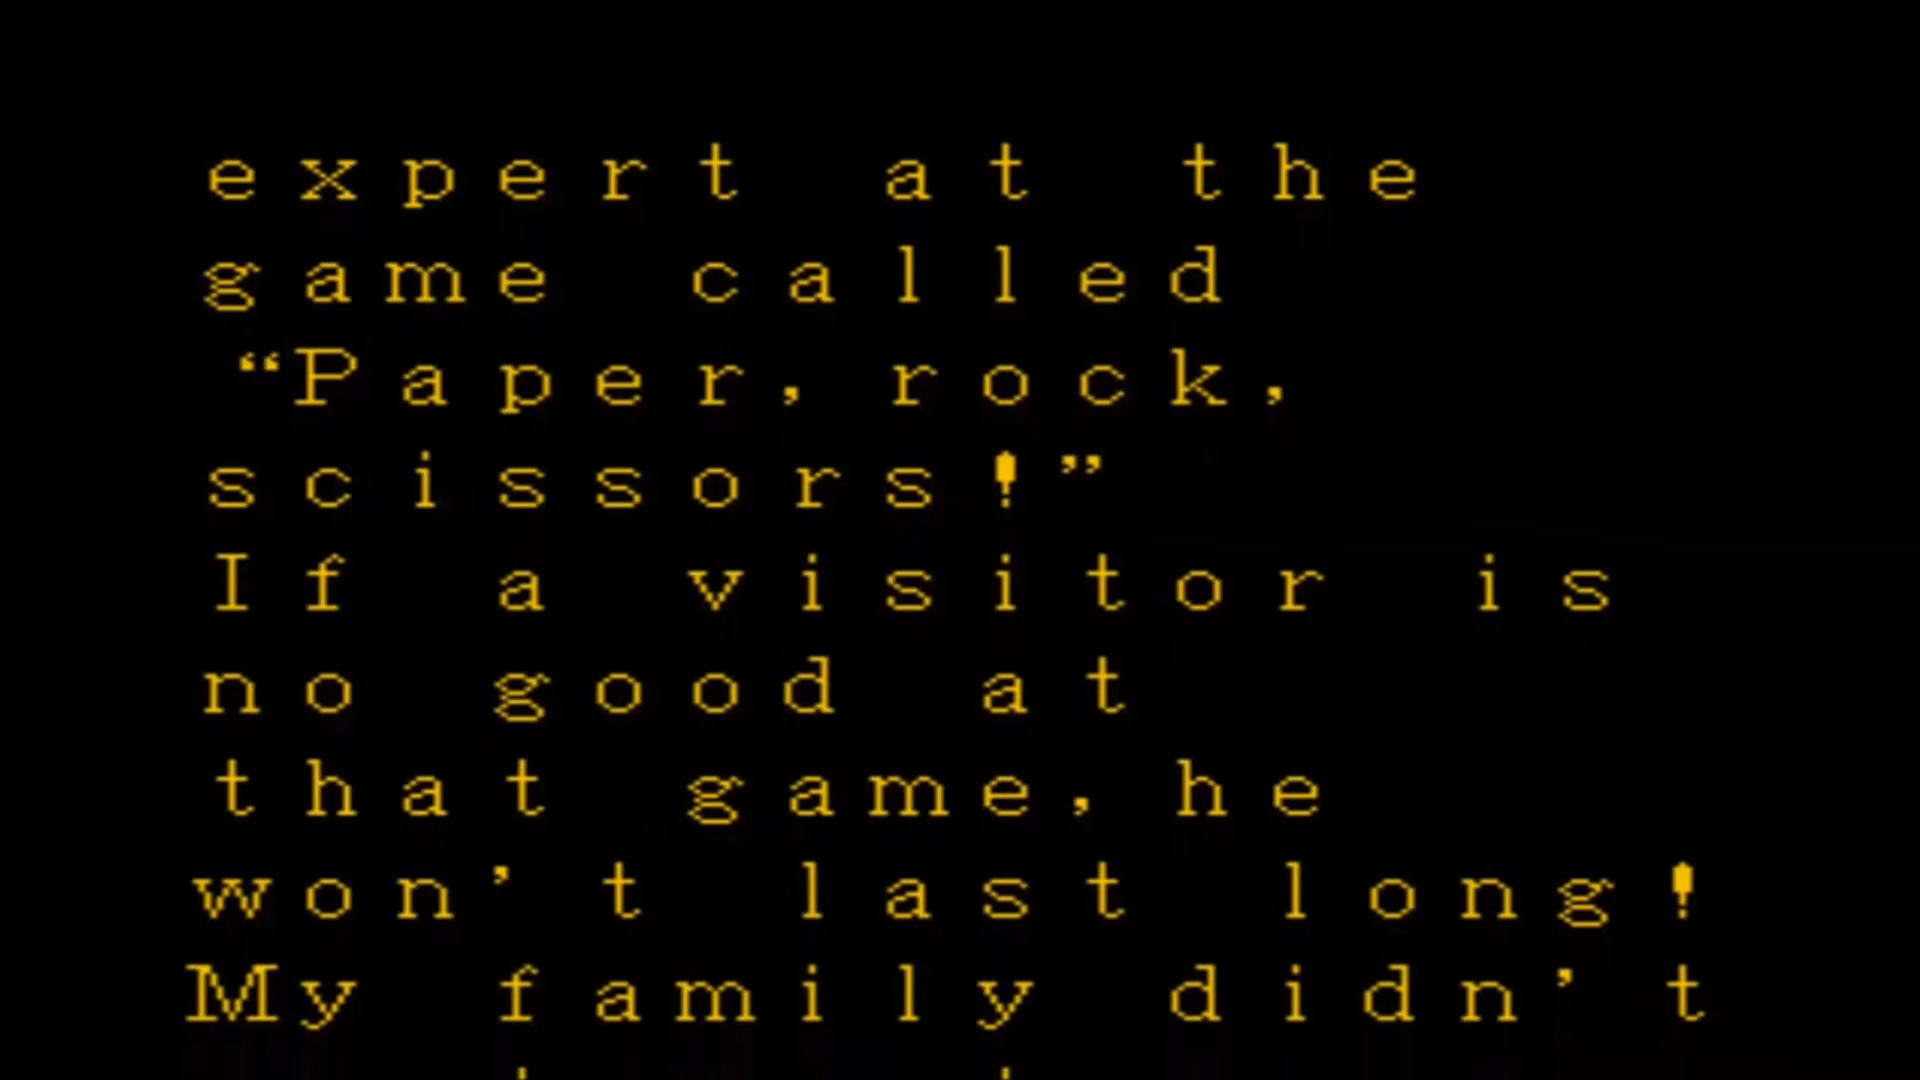 expert at the
game called
“Paper, rock,
scissors!”
If a visitor is
no good at
that game, he
won’t last long!
My family didn’t